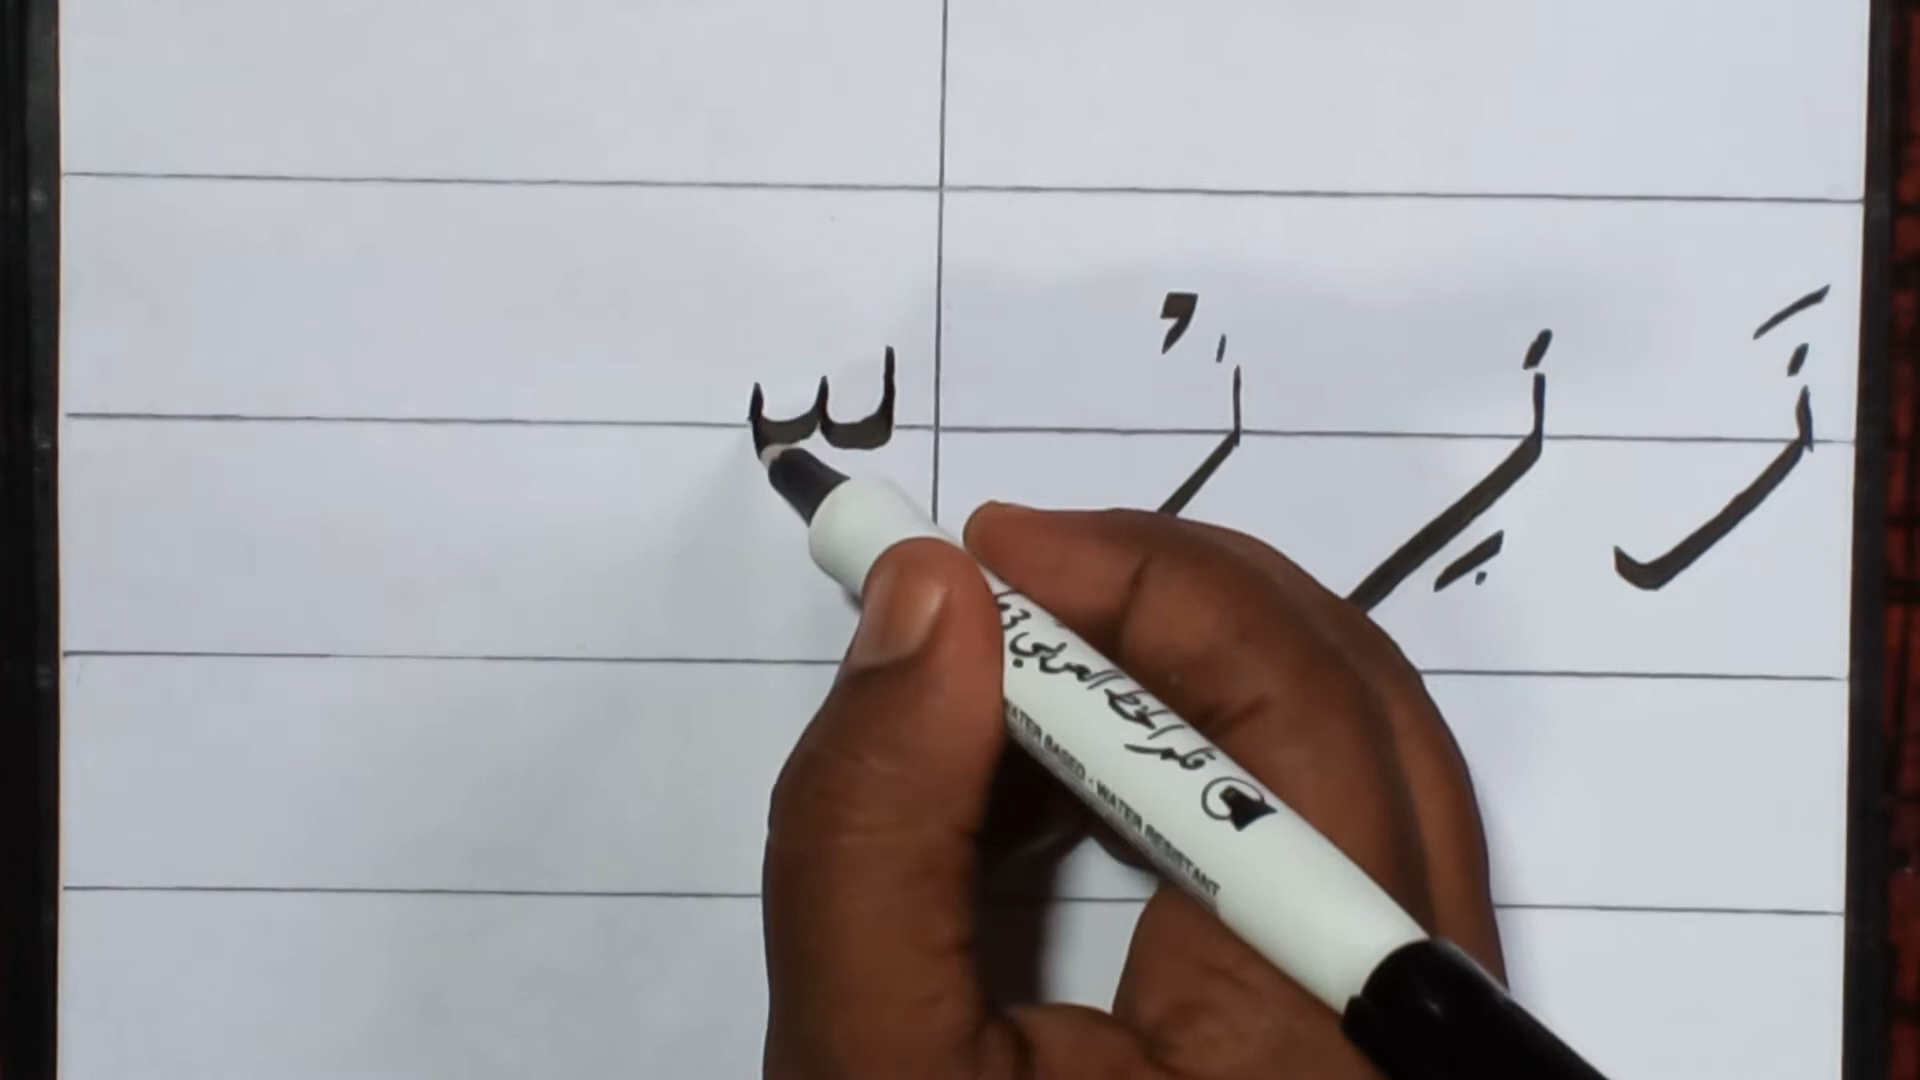 زَ زِ زُ س
قلم الخط العربي
WATER BASED - WATER RESISTANT